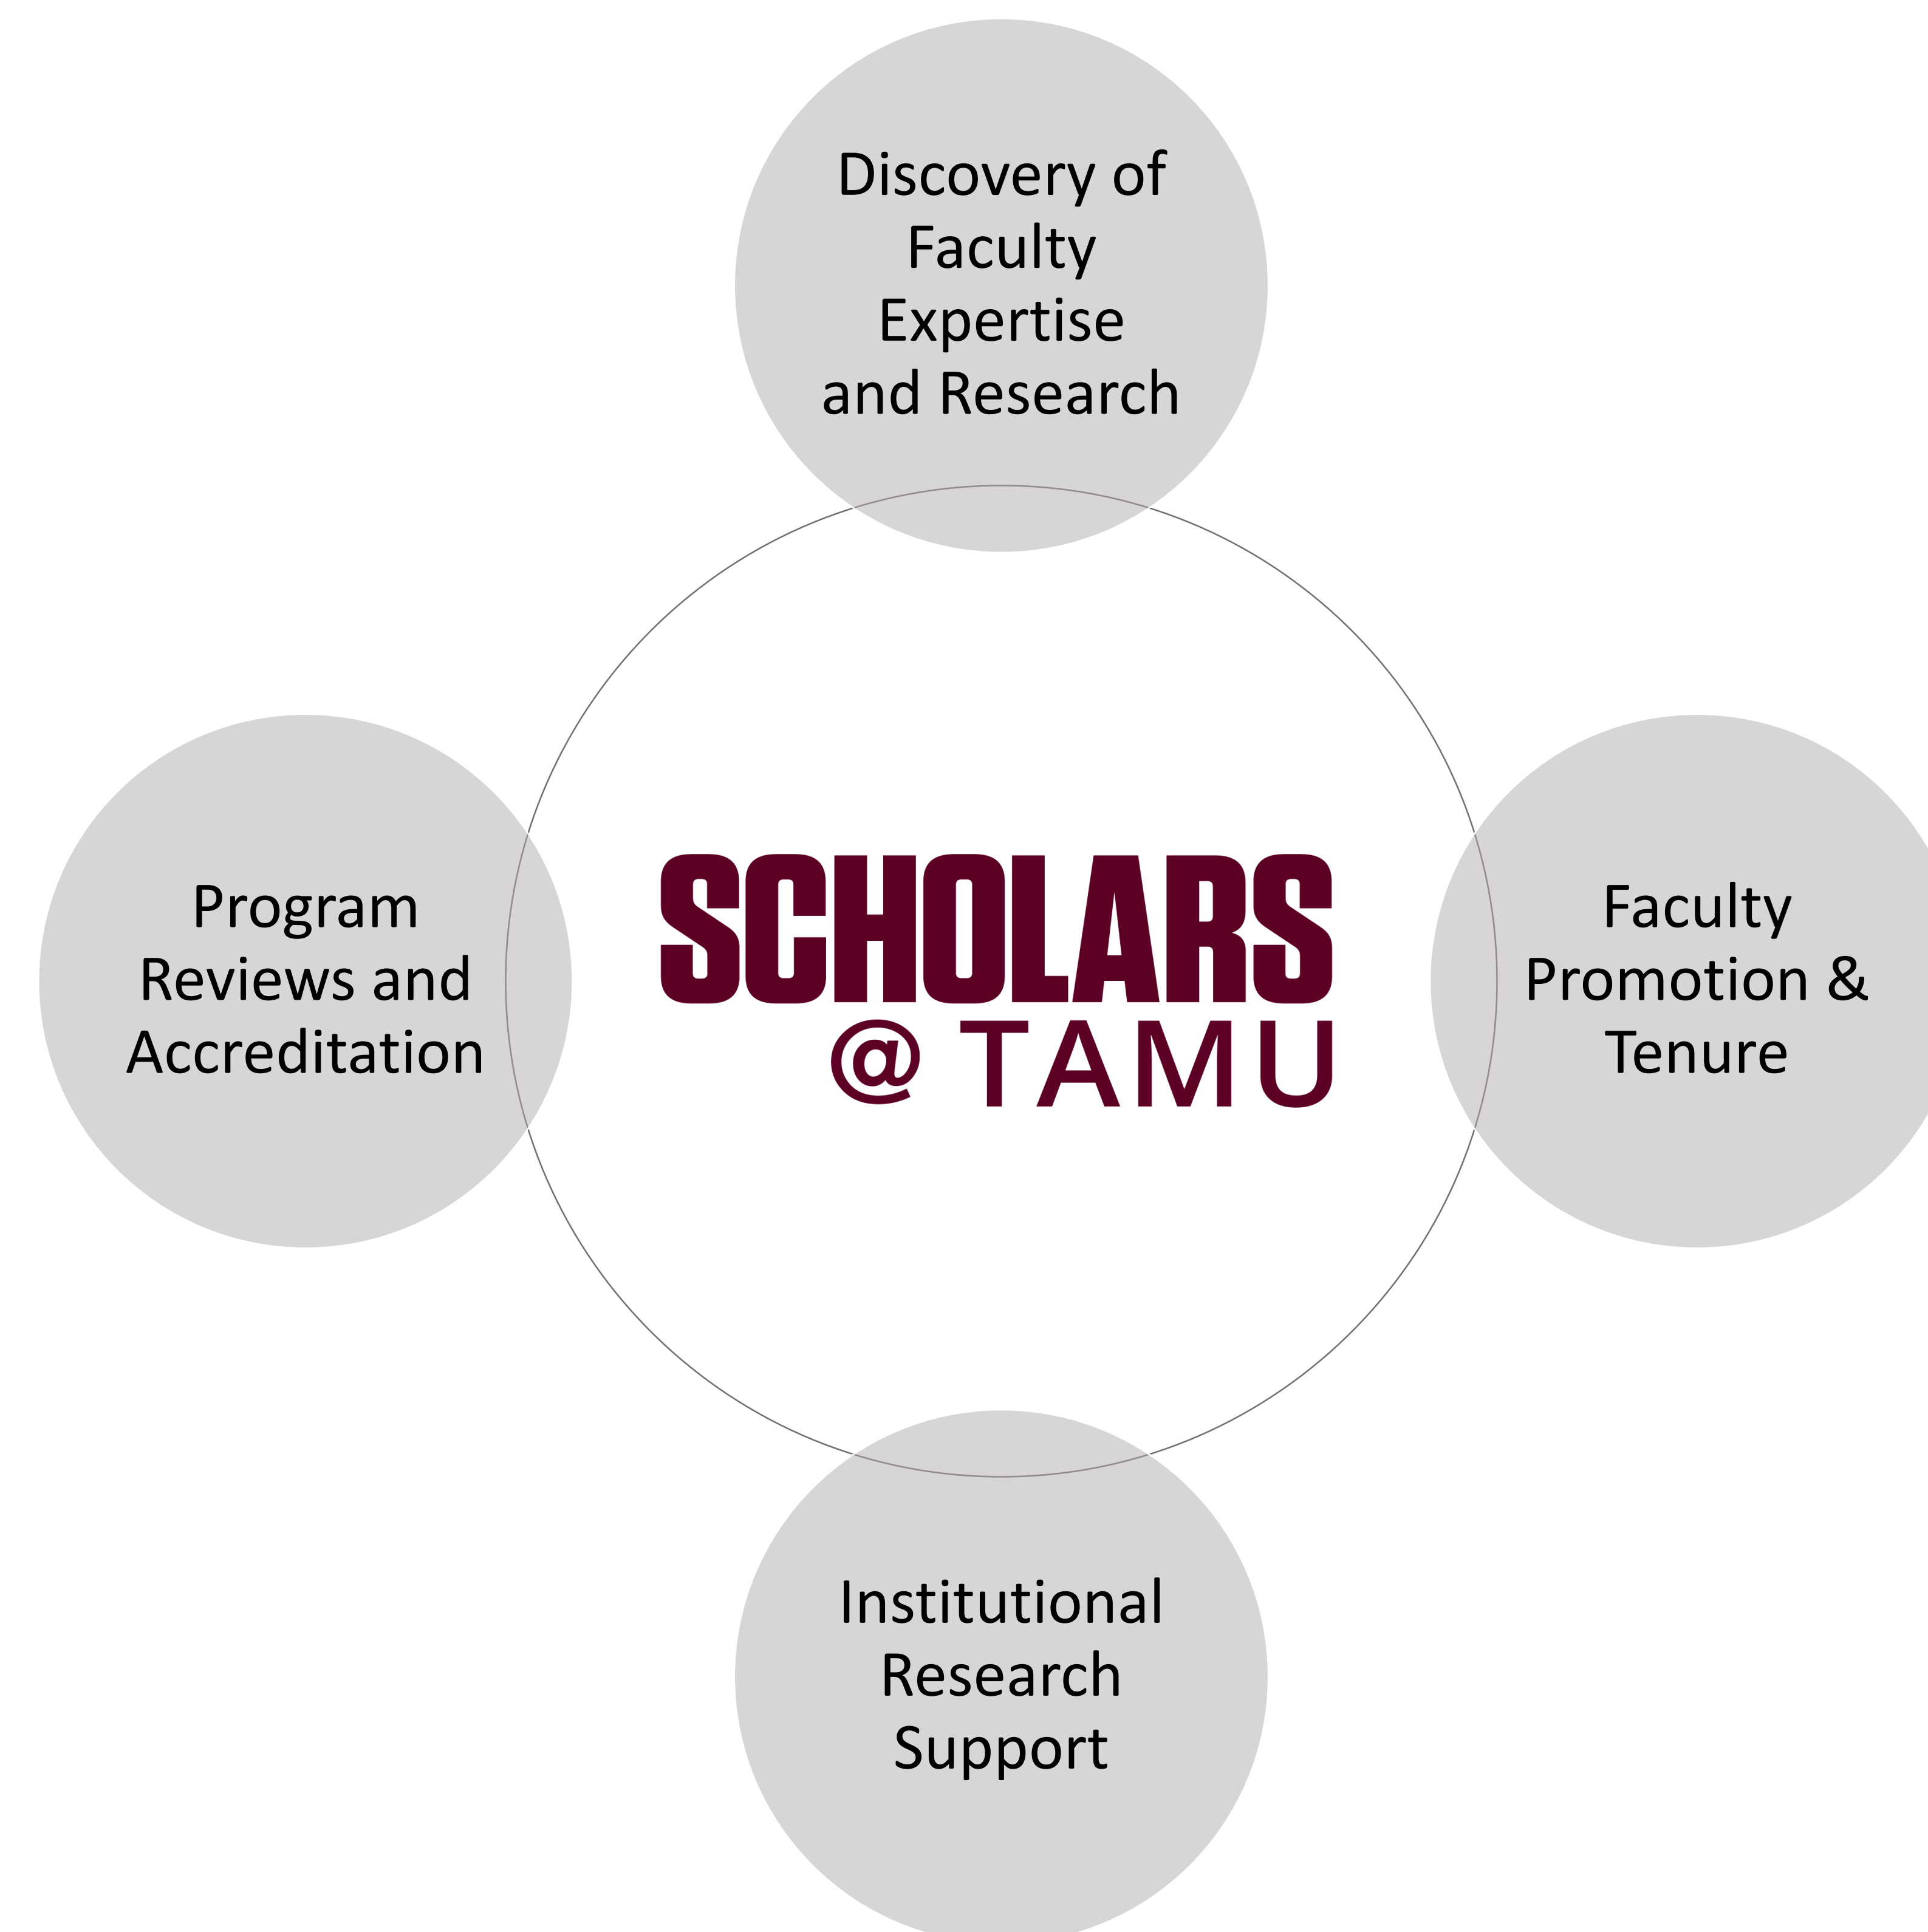 Discovery of
Faculty
Expertise
and Research
Program
Reviews and
Accreditation
SCHOLARS
@ TAMU
Faculty
Promotion &
Tenure
Institutional
Research
Support